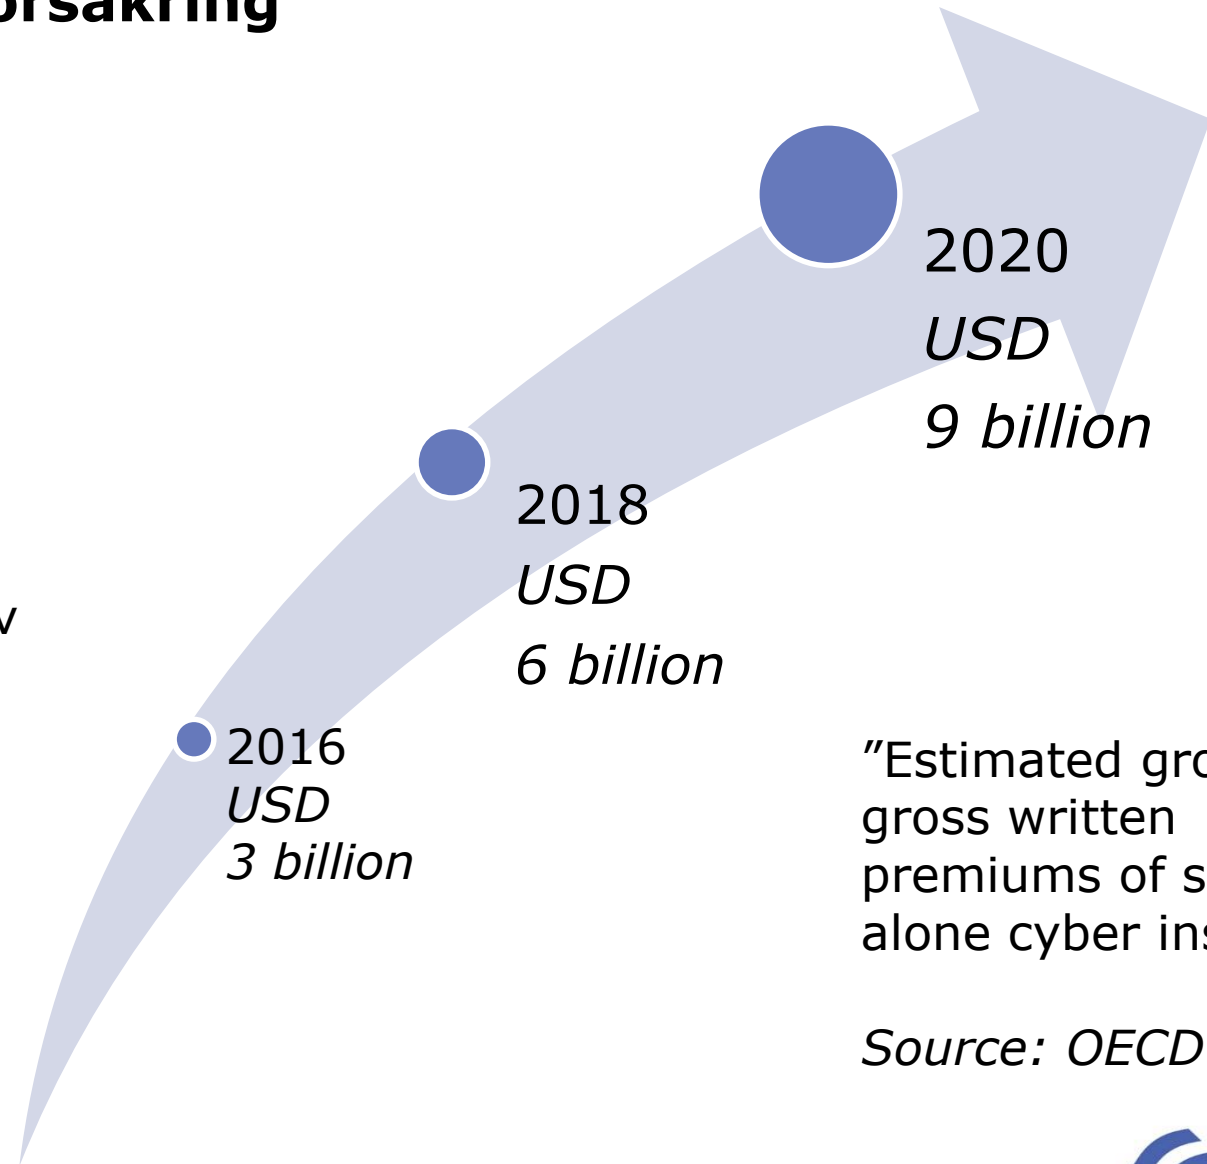 orsäkring
2020
USD
9 billion
2018
USD
6 billion
v
2016
USD
3 billion
”Estimated gro
gross written
premiums of s
alone cyber ins
Source: OECD